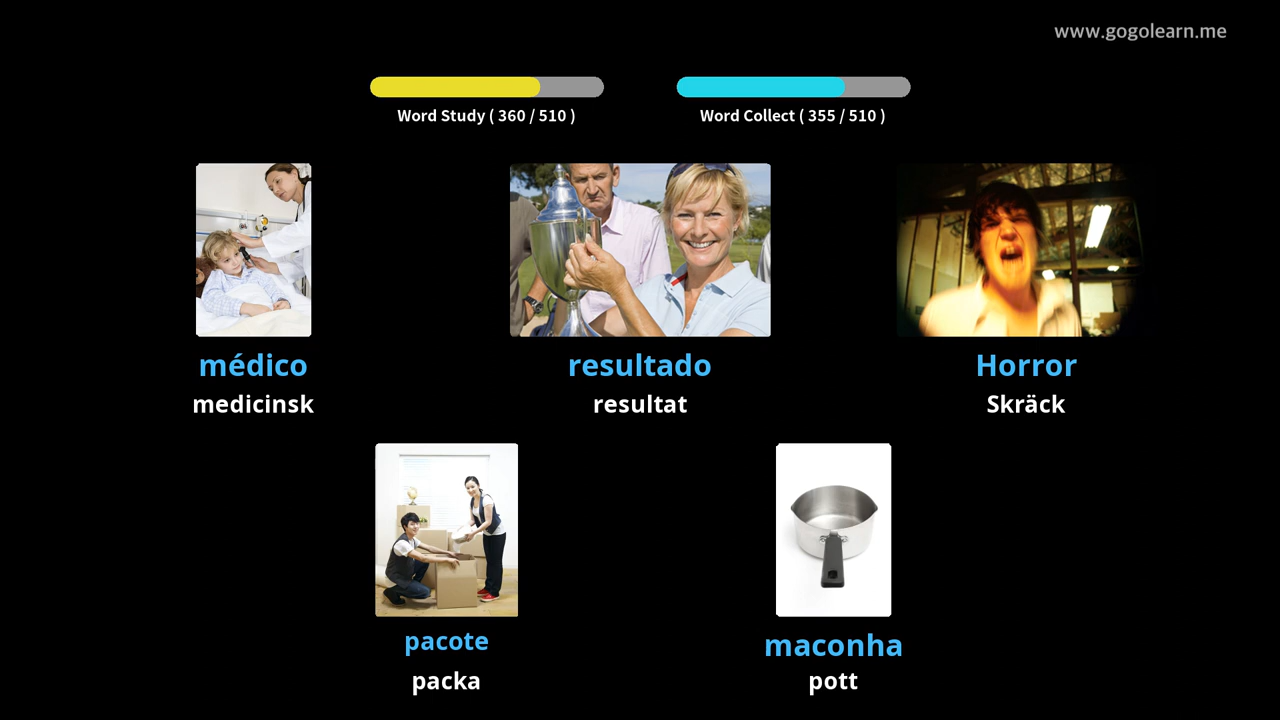 www.gogolearn.me
Word Study ( 360 / 510 )
Word Collect ( 355 / 510 )
médico
medicinsk
resultado
resultat
Horror
Skräck
pacote
packa
maconha
pott